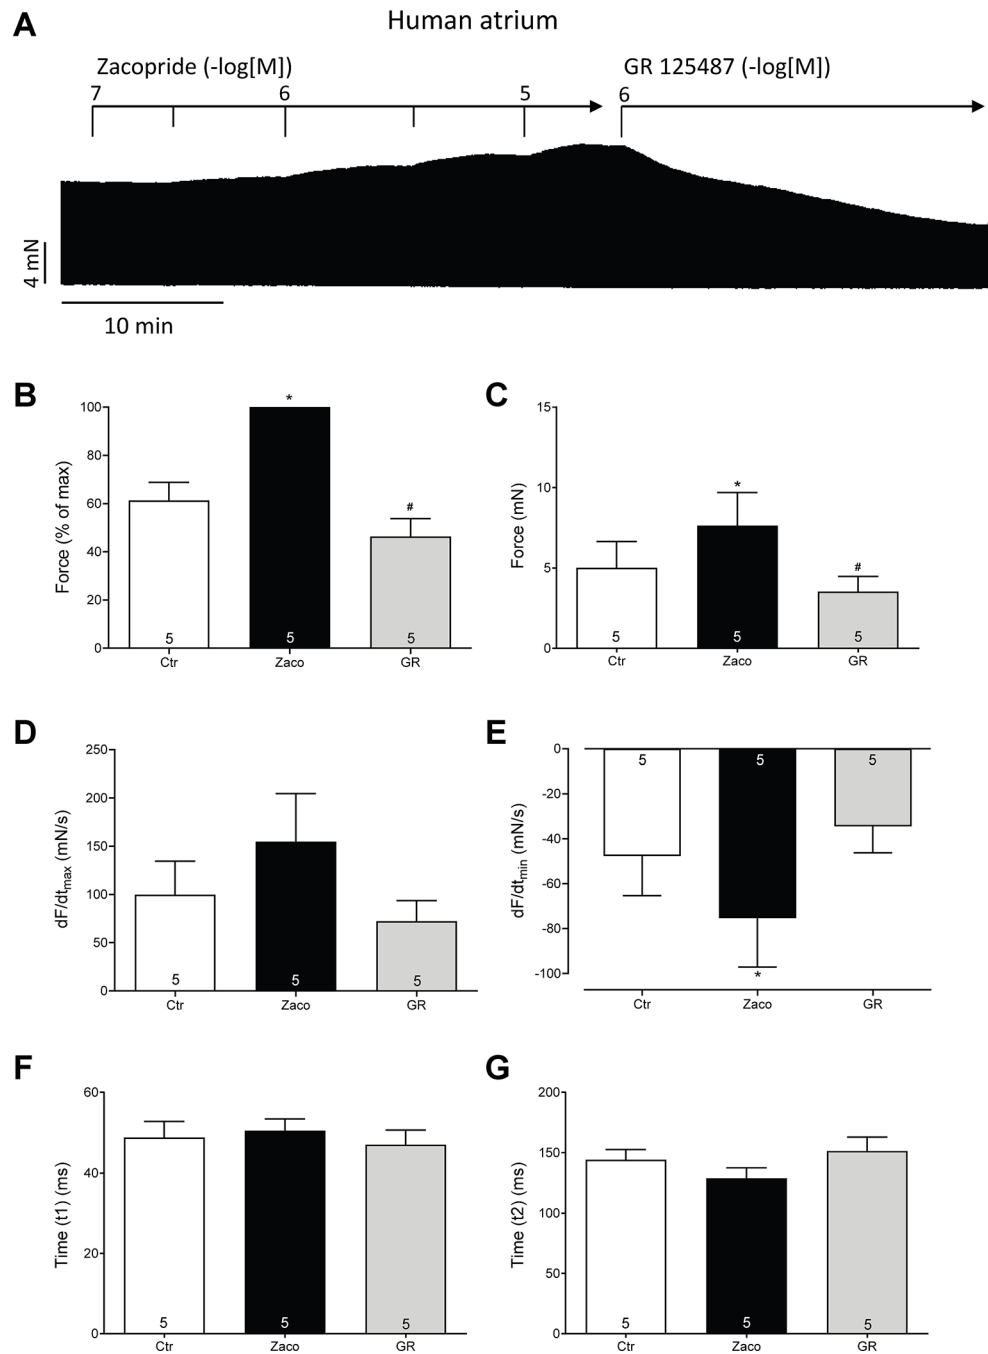 A
Human atrium
Zacopride (-log[M])
GR 125487 (-log[M])
7 6 5 6
4 mN
10 min
B
Force (% of max)
100
80
60
40
20
0
*
#
5 5 5
Ctr Zaco GR
C
Force (mN)
15
10
5
0
*
#
5 5 5
Ctr Zaco GR
D
dF/dtmax (mN/s)
250
200
150
100
50
0
5 5 5
Ctr Zaco GR
E
dF/dtmin (mN/s)
0
-20
-40
-60
-80
-100
5 5 5
*
Ctr Zaco GR
F
Time (t1) (ms)
60
40
20
0
5 5 5
Ctr Zaco GR
G
Time (t2) (ms)
200
150
100
50
0
5 5 5
Ctr Zaco GR